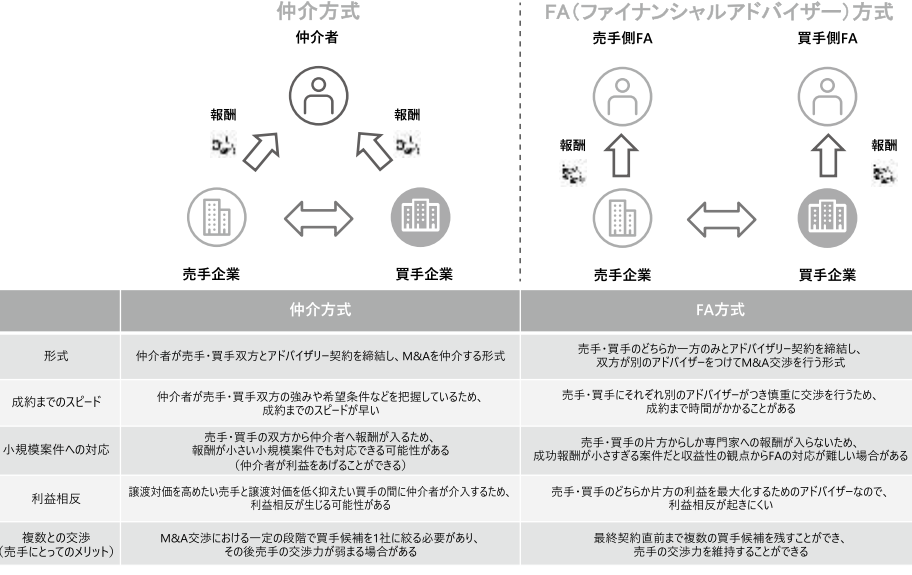 仲介方式
FA(ファイナンシャルアドバイザー)方式
仲介者
売手側FA
買手側FA
報酬
報酬
報酬
報酬
売手企業
買手企業
売手企業
買手企業
仲介方式
FA方式
形式
仲介者が売手・買手双方とアドバイザリー契約を締結し、M&Aを仲介する形式
売手・買手のどちらか一方のみとアドバイザリー契約を締結し、
双方が別のアドバイザーをつけてM&A交渉を行う形式
成約までのスピード
仲介者が売手・買手双方の強みや希望条件などを把握しているため、
成約までのスピードが早い
売手・買手にそれぞれ別のアドバイザーがつき慎重に交渉を行うため、
成約まで時間がかかることがある
小規模案件への対応
売手・買手の双方から仲介者へ報酬が入るため、
報酬が小さい小規模案件でも対応できる可能性がある
(仲介者が利益をあげることができる)
売手・買手の片方からしか専門家への報酬が入らないため、
成功報酬が小さすぎる案件だと収益性の観点からFAの対応が難しい場合がある
利益相反
譲渡対価を高めたい売手と譲渡対価を低く抑えたい買手の間に仲介者が介入するため、
利益相反が生じる可能性がある
売手・買手のどちらか片方の利益を最大化するためのアドバイザーなので、
利益相反が起きにくい
複数との交渉
(売手にとってのメリット)
M&A交渉における一定の段階で買手候補を1社に絞る必要があり、
その後売手の交渉力が弱まる場合がある
最終契約直前まで複数の買手候補を残すことができ、
売手の交渉力を維持することができる